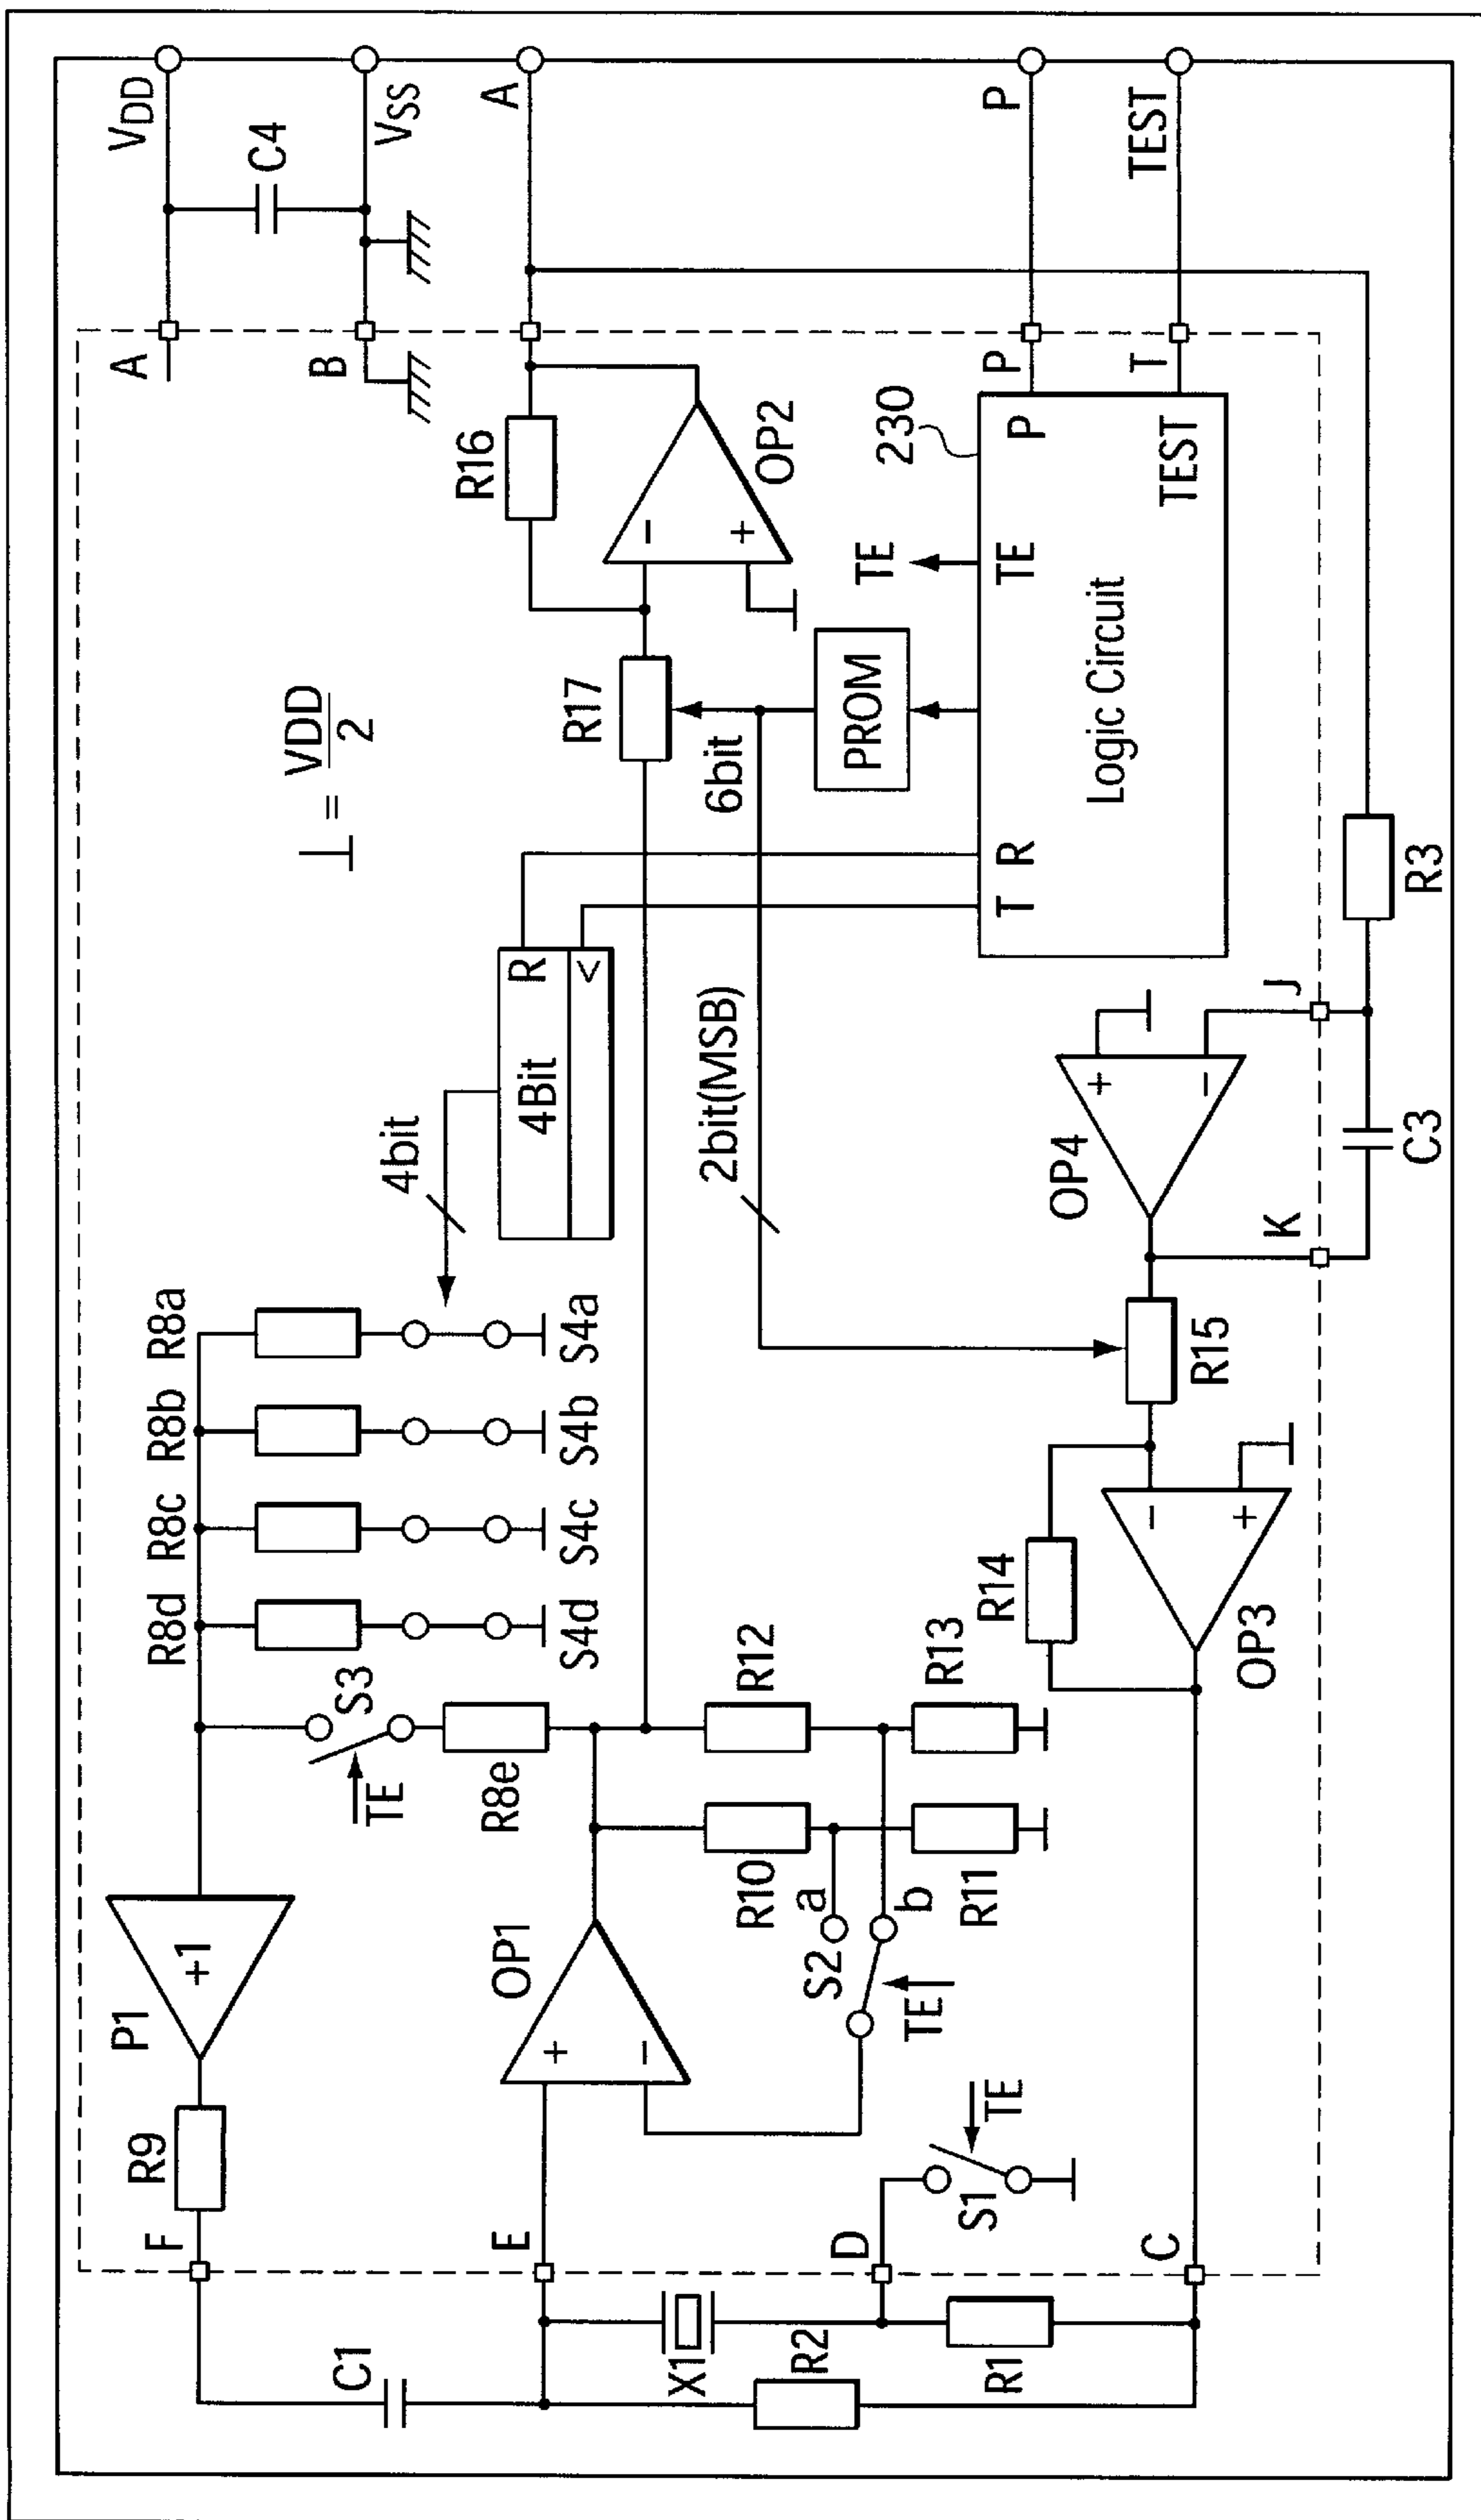 F
R9
P1
+1
C1
R8d
R8c
R8b
R8a
A
VDD
S3
T̅E̅
4bit
⊥ = VDD
2
B
C4
VSS
E
OP1
+
−
R8e
S4d
S4c
S4b
S4a
4Bit
R
<
R17
R16
A
X1
R2
R10
R12
2bit(MSB)
6bit
−
+
OP2
D
S2
a
b
TE
PROM
TE
230
S1
T̅E̅
R11
R13
R14
OP4
+
−
T
R
TE
P
P
P
R1
C
−
+
OP3
R15
Logic Circuit
TEST
T
TEST
K
J
C3
R3